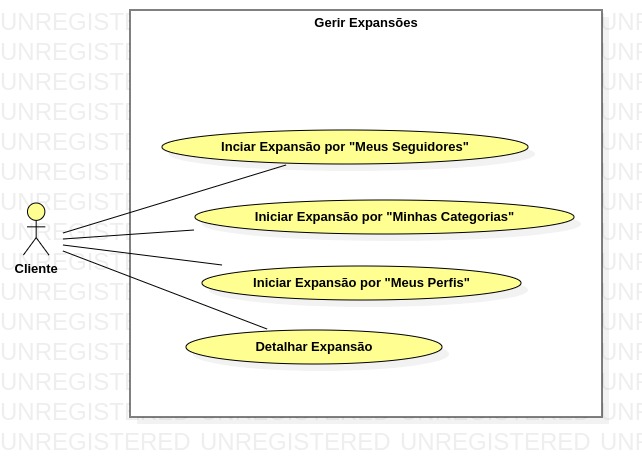 Gerir Expansões
Inciar Expansão por "Meus Seguidores"
Iniciar Expansão por "Minhas Categorias"
Cliente
Iniciar Expansão por "Meus Perfis"
Detalhar Expansão
UNREGISTERED UNREGISTERED UNREGISTERED UN